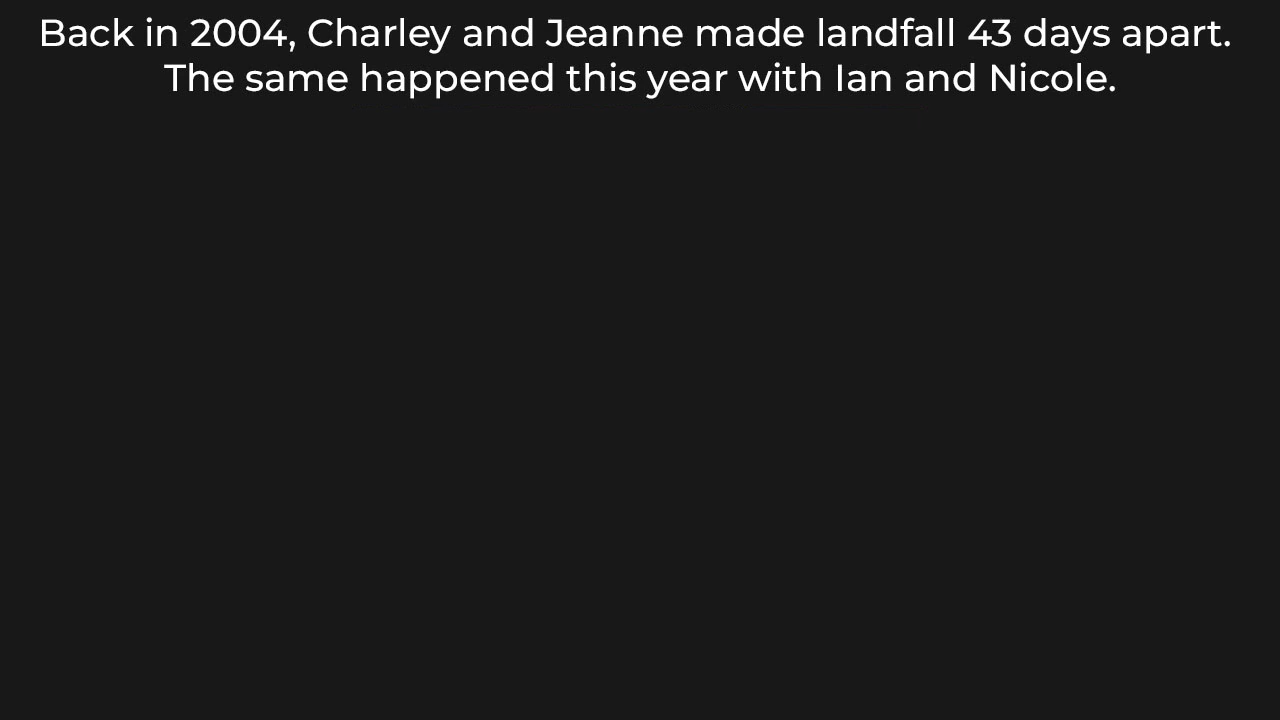 Back in 2004, Charley and Jeanne made landfall 43 days apart.
The same happened this year with Ian and Nicole.